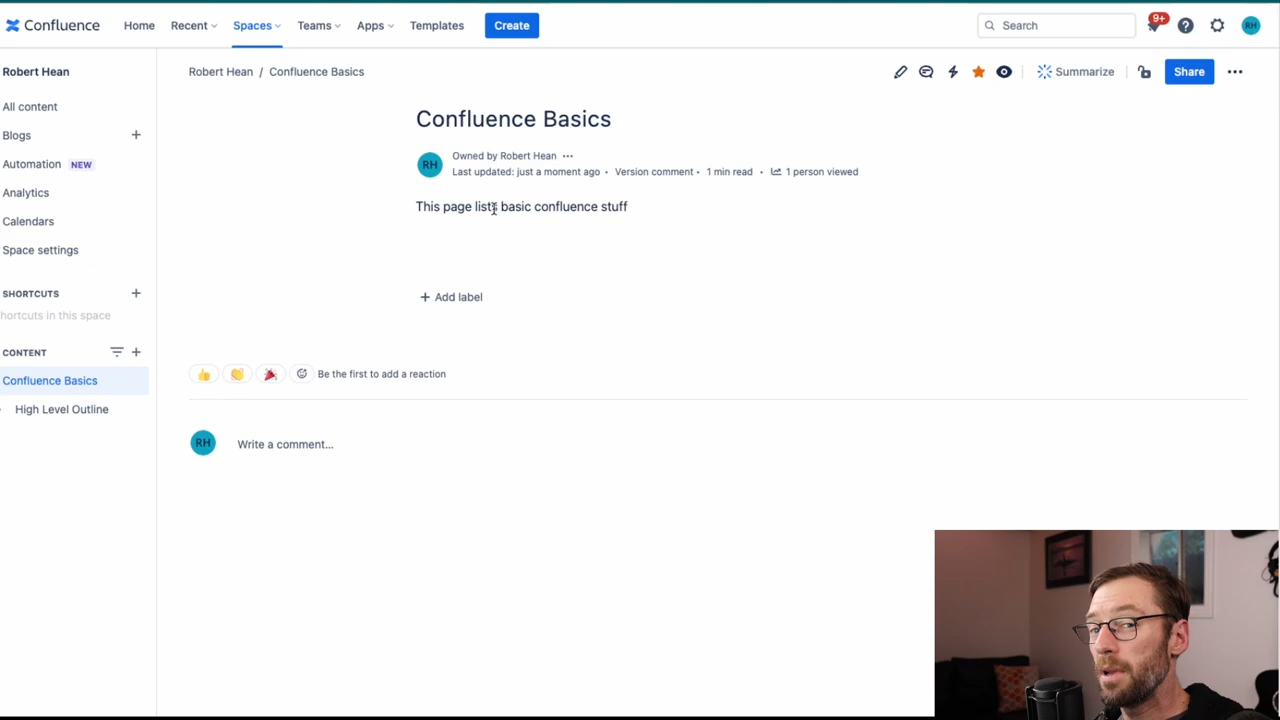 Confluence Home Recent Spaces Teams Apps Templates Create Search 9+ RH
Robert Hean
All content
Blogs
Automation NEW
Analytics
Calendars
Space settings
SHORTCUTS
hortcuts in this space
CONTENT
Confluence Basics
High Level Outline
Robert Hean / Confluence Basics Summarize Share
Confluence Basics
RH Owned by Robert Hean
Last updated: just a moment ago • Version comment • 1 min read • 1 person viewed
This page lists basic confluence stuff
+ Add label
Be the first to add a reaction
RH Write a comment...